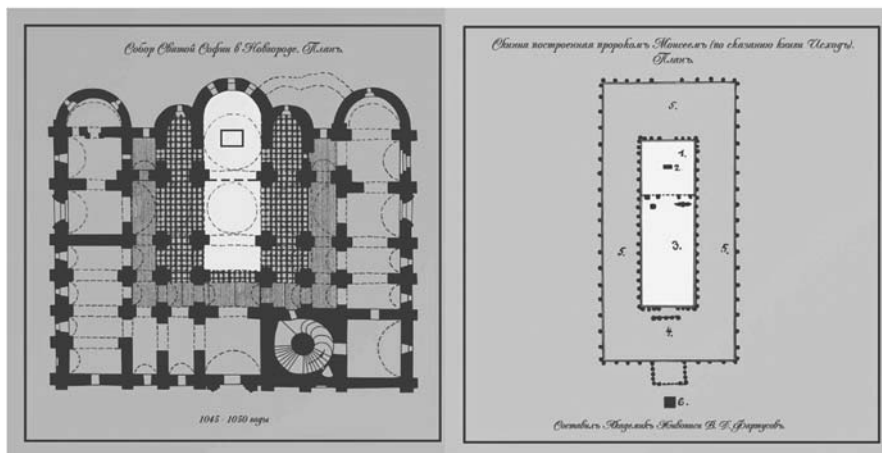 Соборъ Святой Софіи в Новгородѣ. Планъ.
1045 - 1050 годы
Скинія построенная пророкомъ Моисеемъ (по сказанію книги Исходъ).
Планъ.
5.
1.
2.
3.
5.
5.
4.
6.
Составилъ Академикъ Живописи В. Д. Фартусовъ.